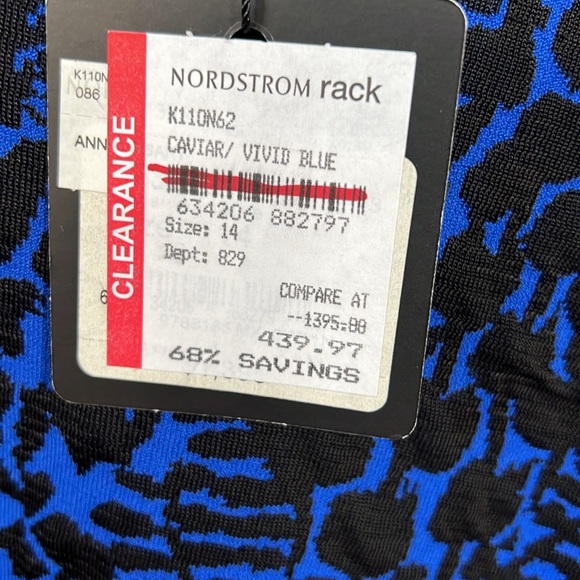 K110N
086
ANN
CLEARANCE
NORDSTROM rack
K110N62
CAVIAR/ VIVID BLUE
634206 882797
Size: 14
Dept: 829
COMPARE AT
--1395.00
439.97
68% SAVINGS
6